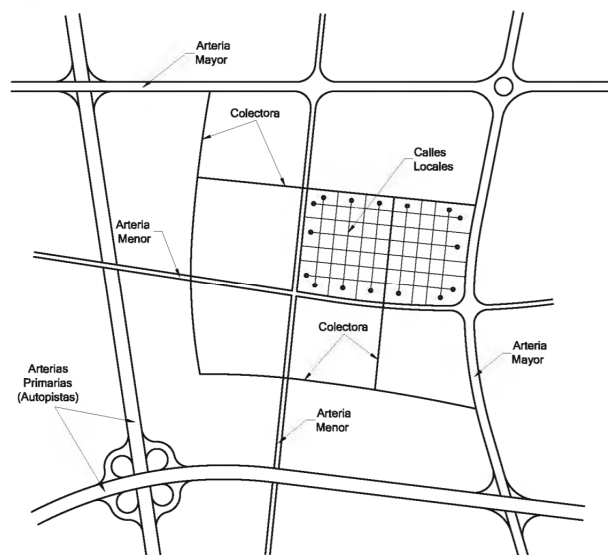 Arteria
Mayor
Colectora
Calles
Locales
Arteria
Menor
Colectora
Arteria
Mayor
Arterias
Primarias
(Autopistas)
Arteria
Menor